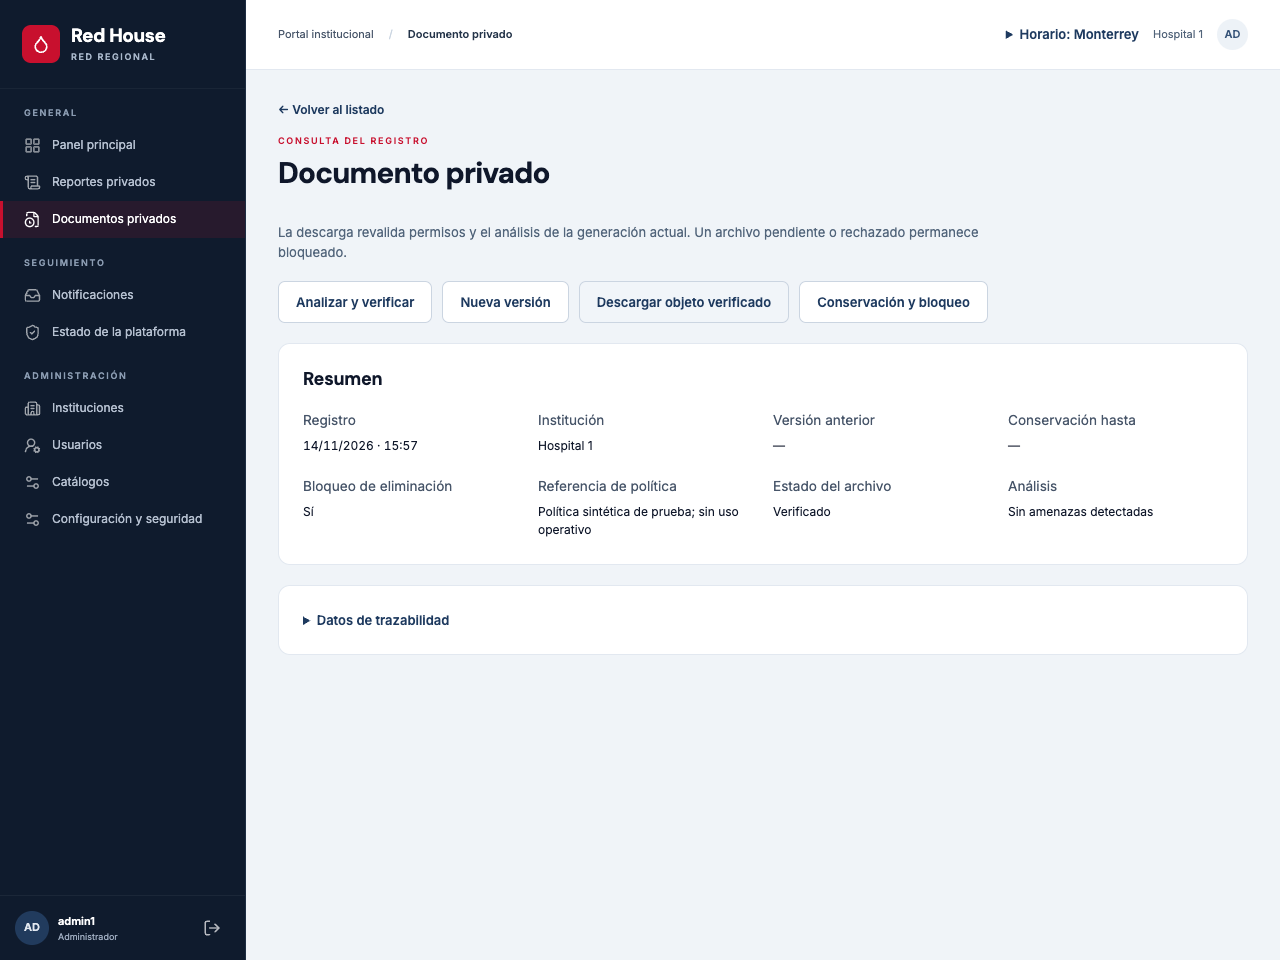 Red House
RED REGIONAL
GENERAL
Panel principal
Reportes privados
Documentos privados
SEGUIMIENTO
Notificaciones
Estado de la plataforma
ADMINISTRACIÓN
Instituciones
Usuarios
Catálogos
Configuración y seguridad
AD
admin1
Administrador
Portal institucional / Documento privado
▶ Horario: Monterrey Hospital 1 AD
← Volver al listado
CONSULTA DEL REGISTRO
Documento privado
La descarga revalida permisos y el análisis de la generación actual. Un archivo pendiente o rechazado permanece
bloqueado.
Analizar y verificar Nueva versión Descargar objeto verificado Conservación y bloqueo
Resumen
Registro Institución Versión anterior Conservación hasta
14/11/2026 · 15:57 Hospital 1 — —
Bloqueo de eliminación Referencia de política Estado del archivo Análisis
Sí Política sintética de prueba; sin uso Verificado Sin amenazas detectadas
operativo
▶ Datos de trazabilidad